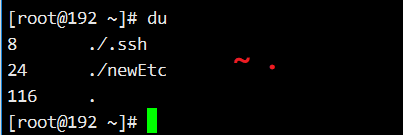 [root@192 ~]# du
8 ./.ssh
24 ./newEtc
116 .
~ .
[root@192 ~]#